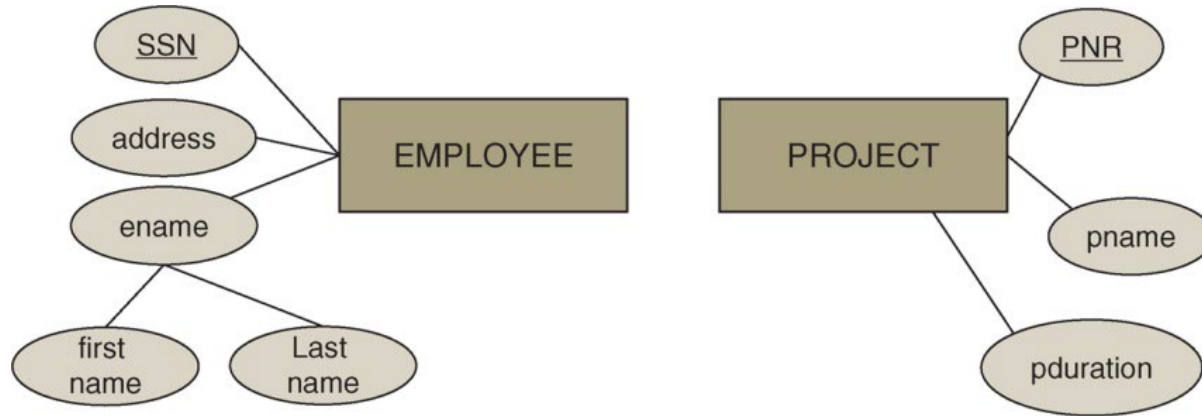 SSN
address
ename
first
name
Last
name
EMPLOYEE
PROJECT
PNR
pname
pduration